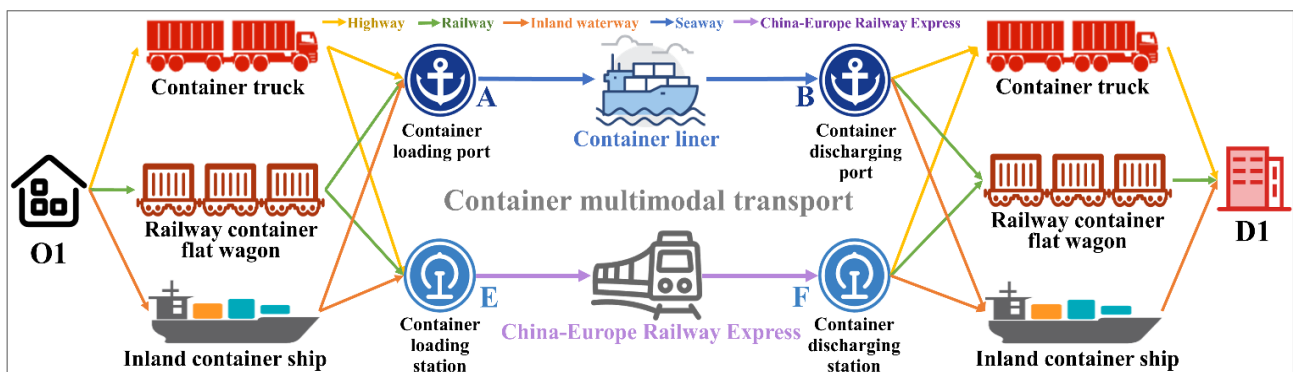 Highway Railway Inland waterway Seaway China-Europe Railway Express
Container truck
A
B
Container truck
Container
loading port
Container liner
Container
discharging
port
O1
Railway container
flat wagon
Container multimodal transport
Railway container
flat wagon
D1
E
F
Inland container ship
Container
loading
station
China-Europe Railway Express
Container
discharging
station
Inland container ship